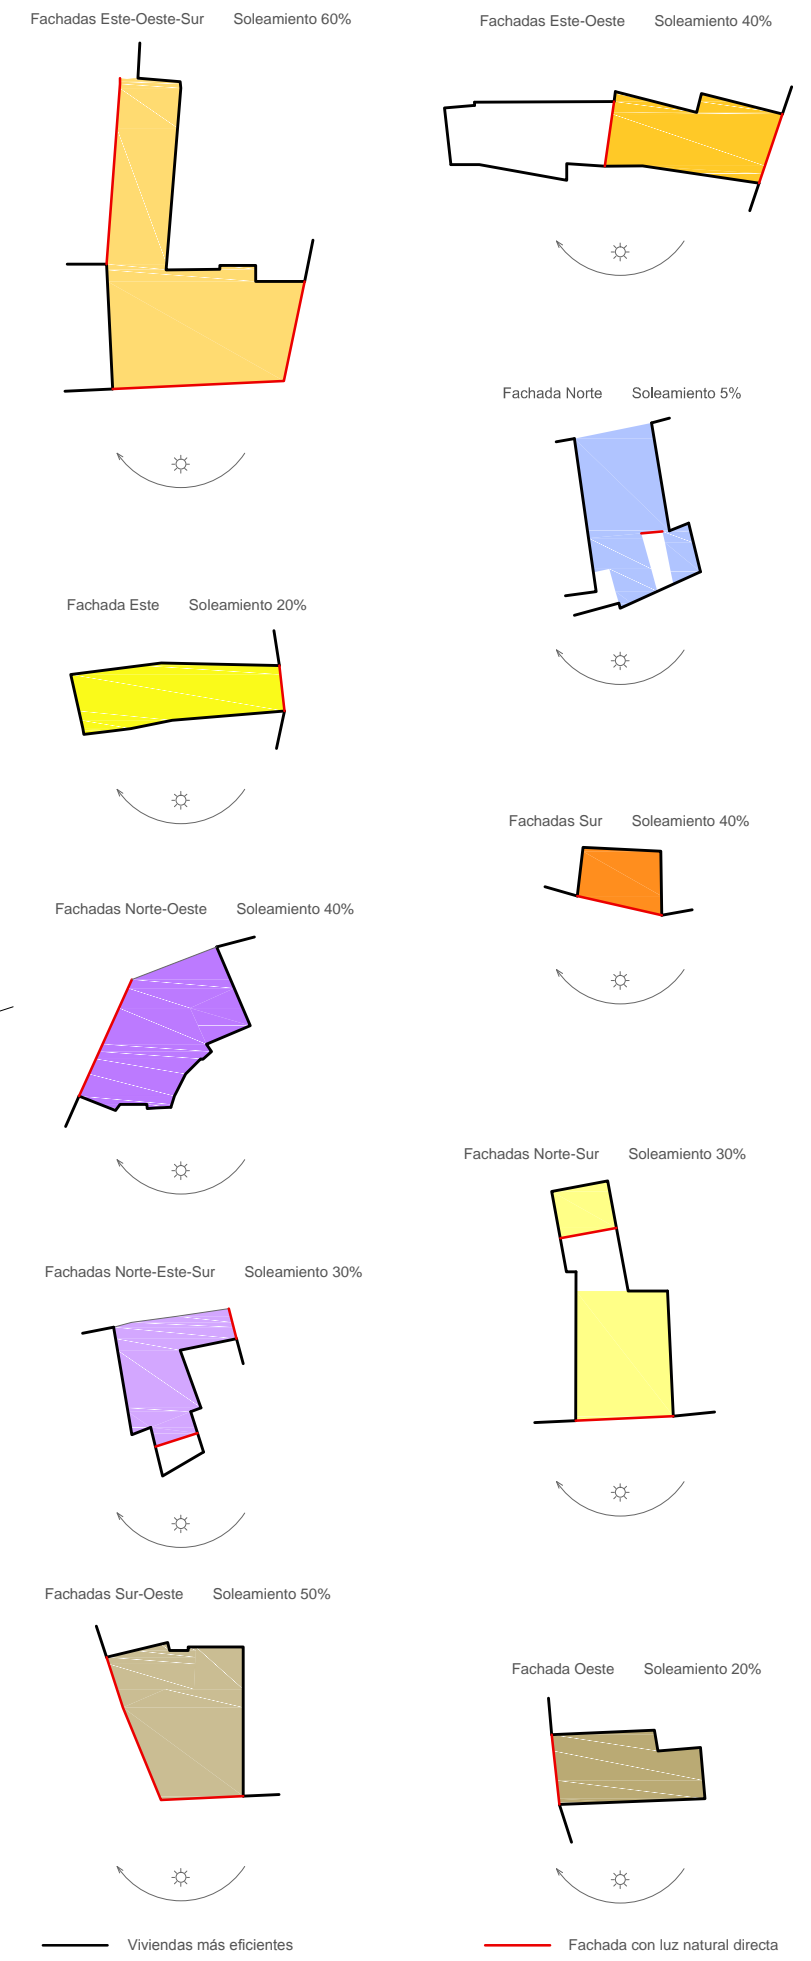 Fachadas Este-Oeste-Sur Soleamiento 60%
Fachadas Este-Oeste Soleamiento 40%
Fachada Norte Soleamiento 5%
Fachada Este Soleamiento 20%
Fachadas Sur Soleamiento 40%
Fachadas Norte-Oeste Soleamiento 40%
Fachadas Norte-Sur Soleamiento 30%
Fachadas Norte-Este-Sur Soleamiento 30%
Fachadas Sur-Oeste Soleamiento 50%
Fachada Oeste Soleamiento 20%
Viviendas más eficientes
Fachada con luz natural directa